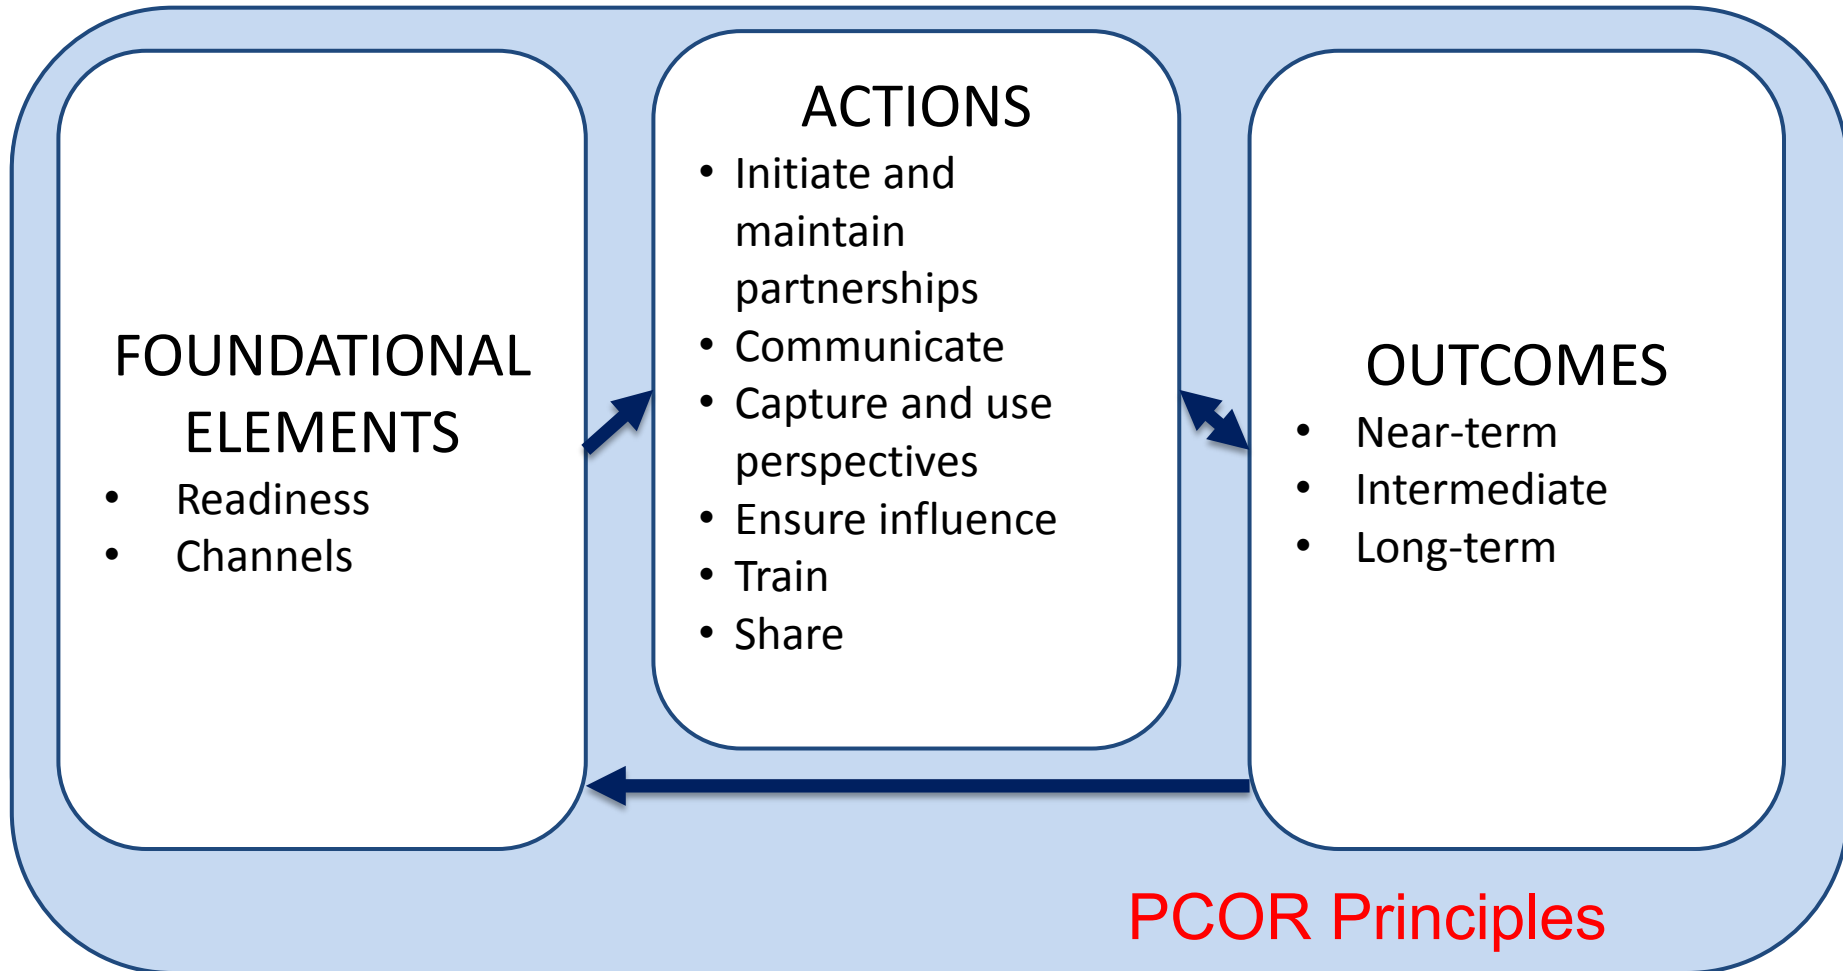 FOUNDATIONAL
ELEMENTS
• Readiness
• Channels
ACTIONS
• Initiate and
maintain
partnerships
• Communicate
• Capture and use
perspectives
• Ensure influence
• Train
• Share
OUTCOMES
• Near-term
• Intermediate
• Long-term
PCOR Principles